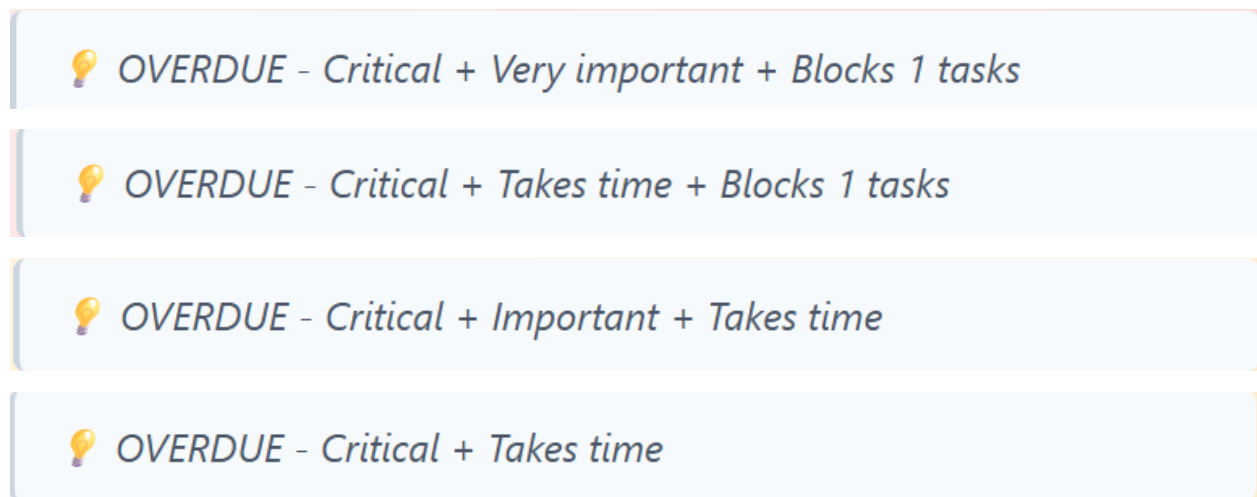 💡 OVERDUE - Critical + Very important + Blocks 1 tasks
💡 OVERDUE - Critical + Takes time + Blocks 1 tasks
💡 OVERDUE - Critical + Important + Takes time
💡 OVERDUE - Critical + Takes time